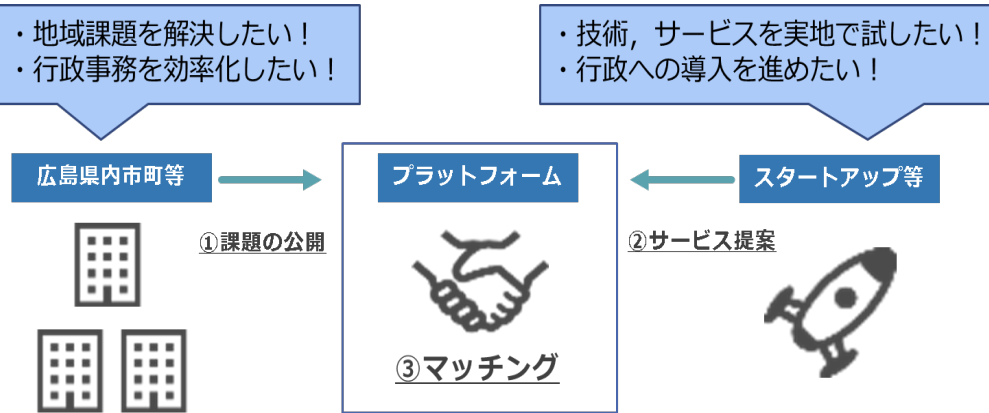 ・地域課題を解決したい！
・行政事務を効率化したい！
・技術，サービスを実地で試したい！
・行政への導入を進めたい！
広島県内市町等
プラットフォーム
スタートアップ等
①課題の公開
②サービス提案
③マッチング